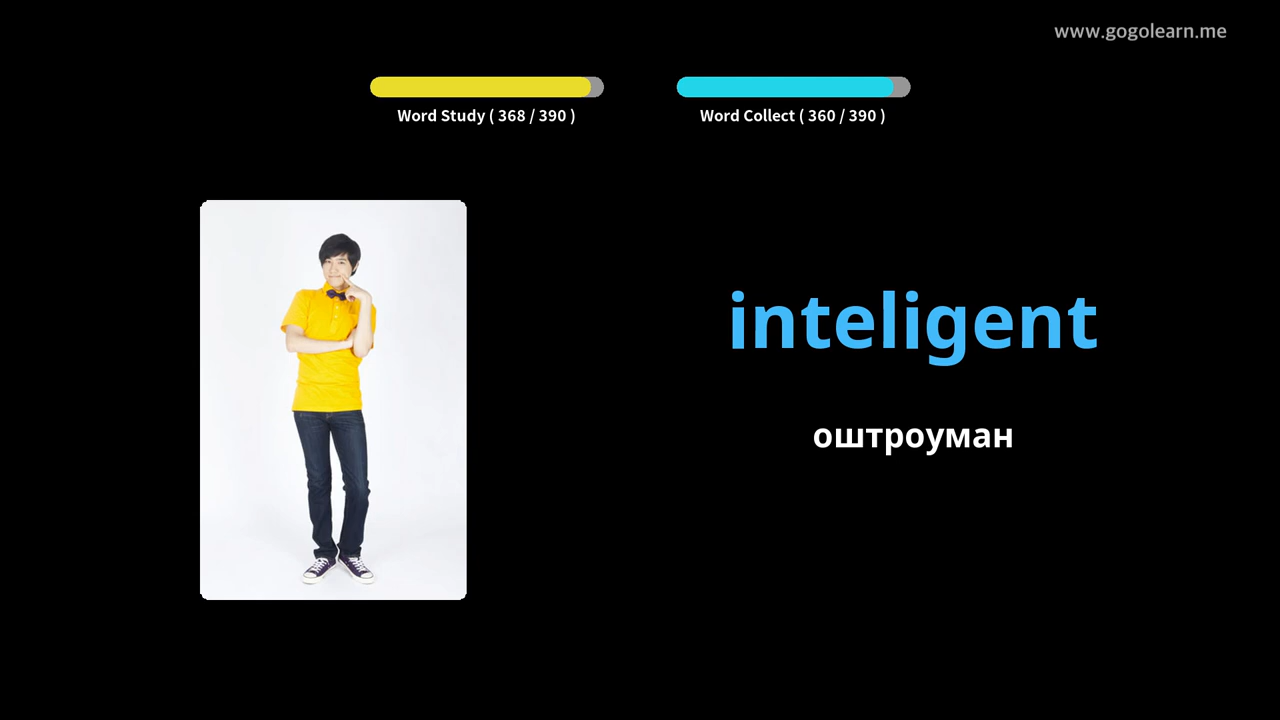 www.gogolearn.me
Word Study ( 368 / 390 )
Word Collect ( 360 / 390 )
inteligent
оштроуман